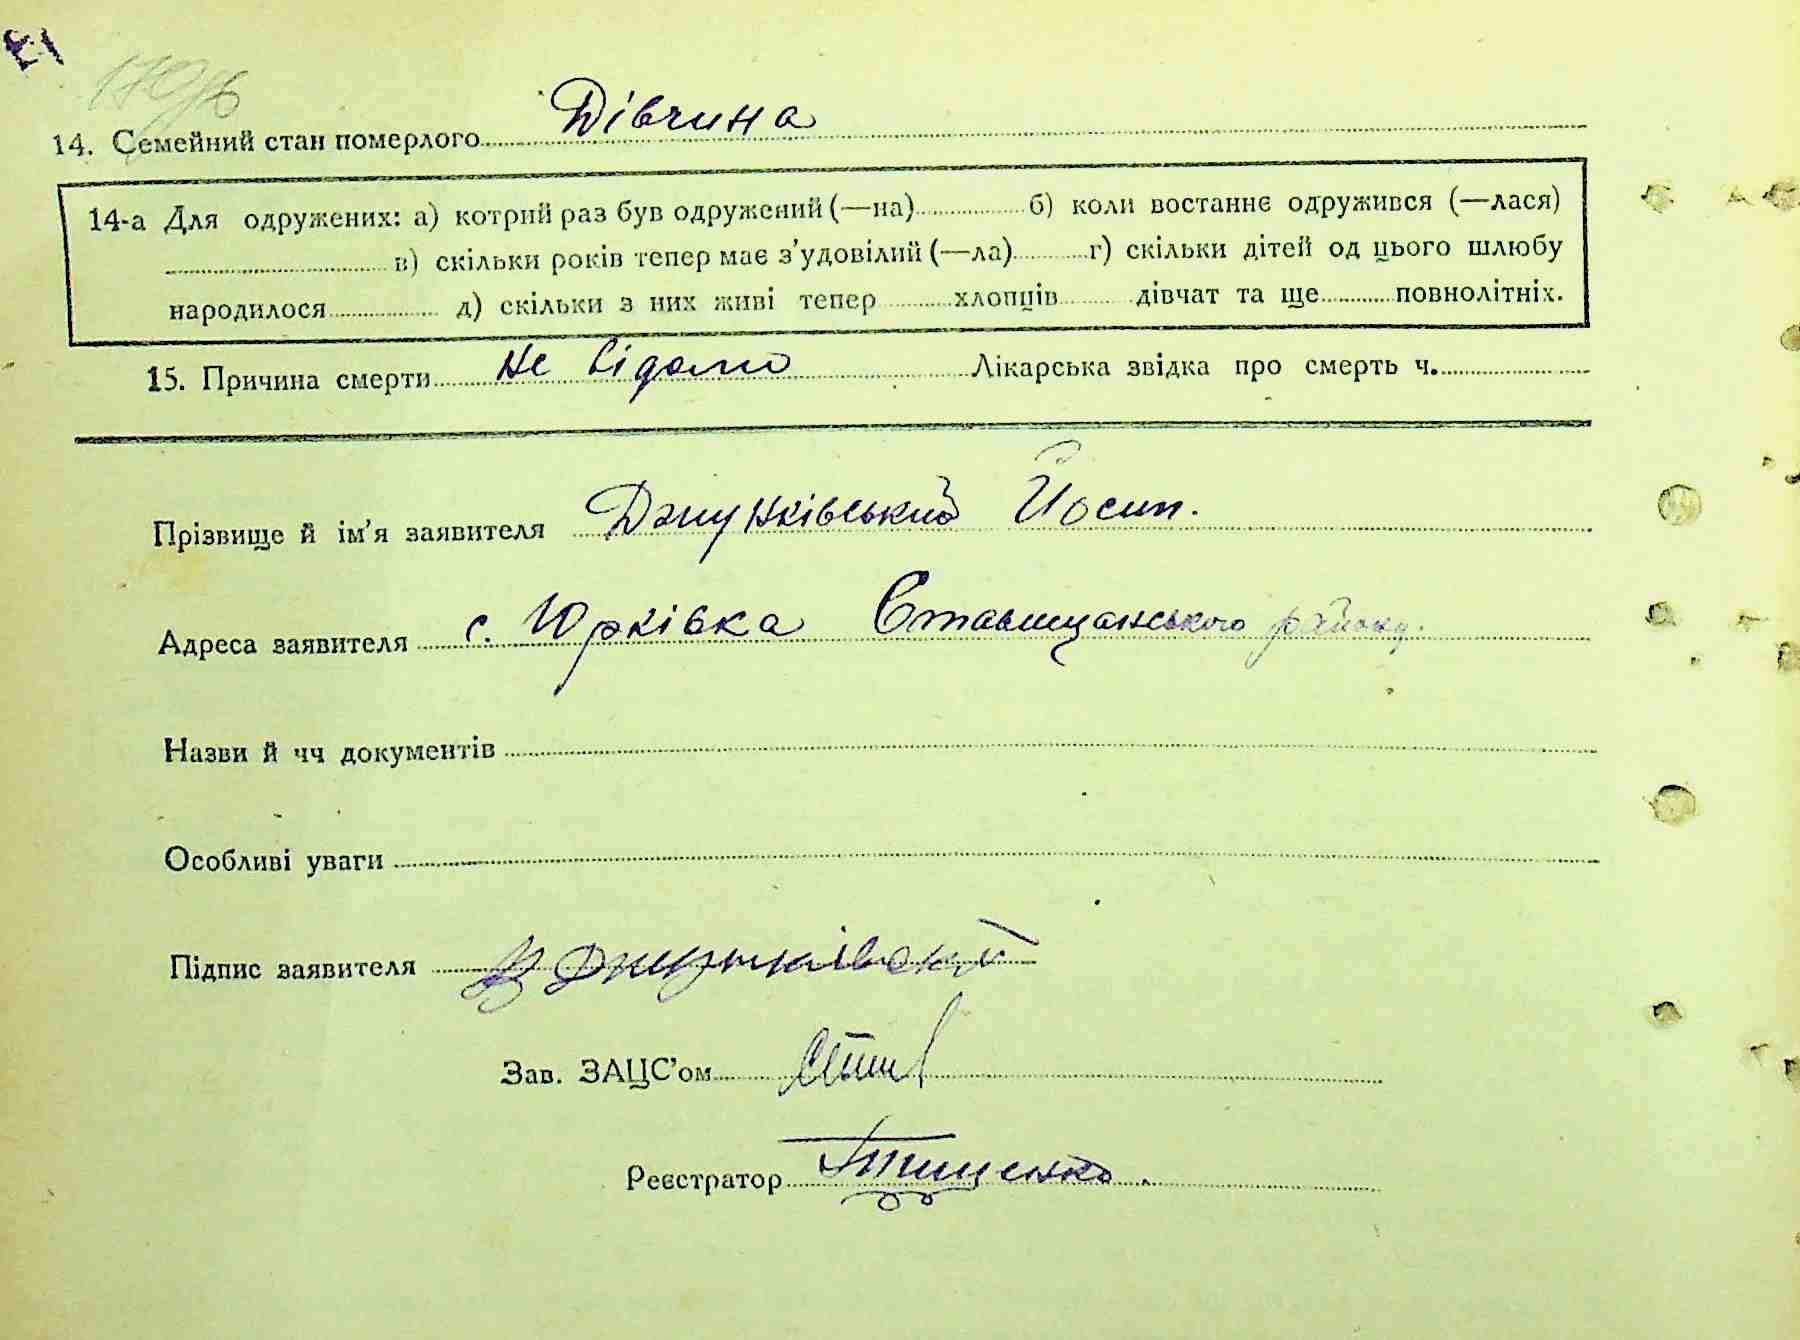 14. Семейний стан померлого Дівчина
14-а Для одружених: а) котрий раз був одружений (—на) б) коли востаннє одружився (—лася)
в) скільки років тепер має з’удовілий (—ла) г) скільки дітей од цього шлюбу
народилося д) скільки з них живі тепер хлопців дівчат та ще повнолітніх.
15. Причина смерти не відомо Лікарська звідка про смерть ч.
Прізвище й ім’я заявителя Джунківський Йосип.
Адреса заявителя с. Юрківка Ставищанського району.
Назви й чч документів
Особливі уваги
Підпис заявителя
Зав. ЗАЦС’ом
Реєстратор Тищенко.